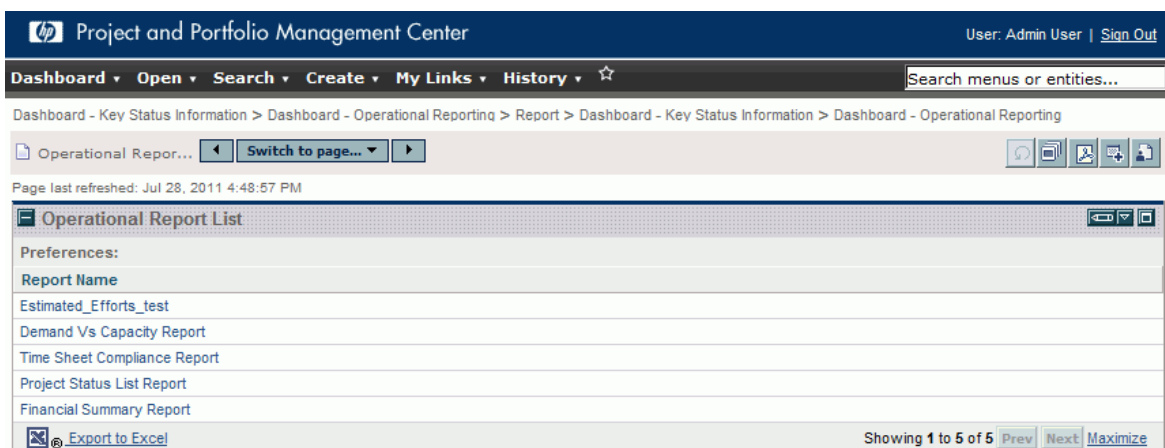 hp Project and Portfolio Management Center User: Admin User | Sign Out
Dashboard Open Search Create My Links History Search menus or entities...
Dashboard - Key Status Information > Dashboard - Operational Reporting > Report > Dashboard - Key Status Information > Dashboard - Operational Reporting
Operational Repor... Switch to page...
Page last refreshed: Jul 28, 2011 4:48:57 PM
Operational Report List
Preferences:
Report Name
Estimated_Efforts_test
Demand Vs Capacity Report
Time Sheet Compliance Report
Project Status List Report
Financial Summary Report
® Export to Excel Showing 1 to 5 of 5 Prev Next Maximize